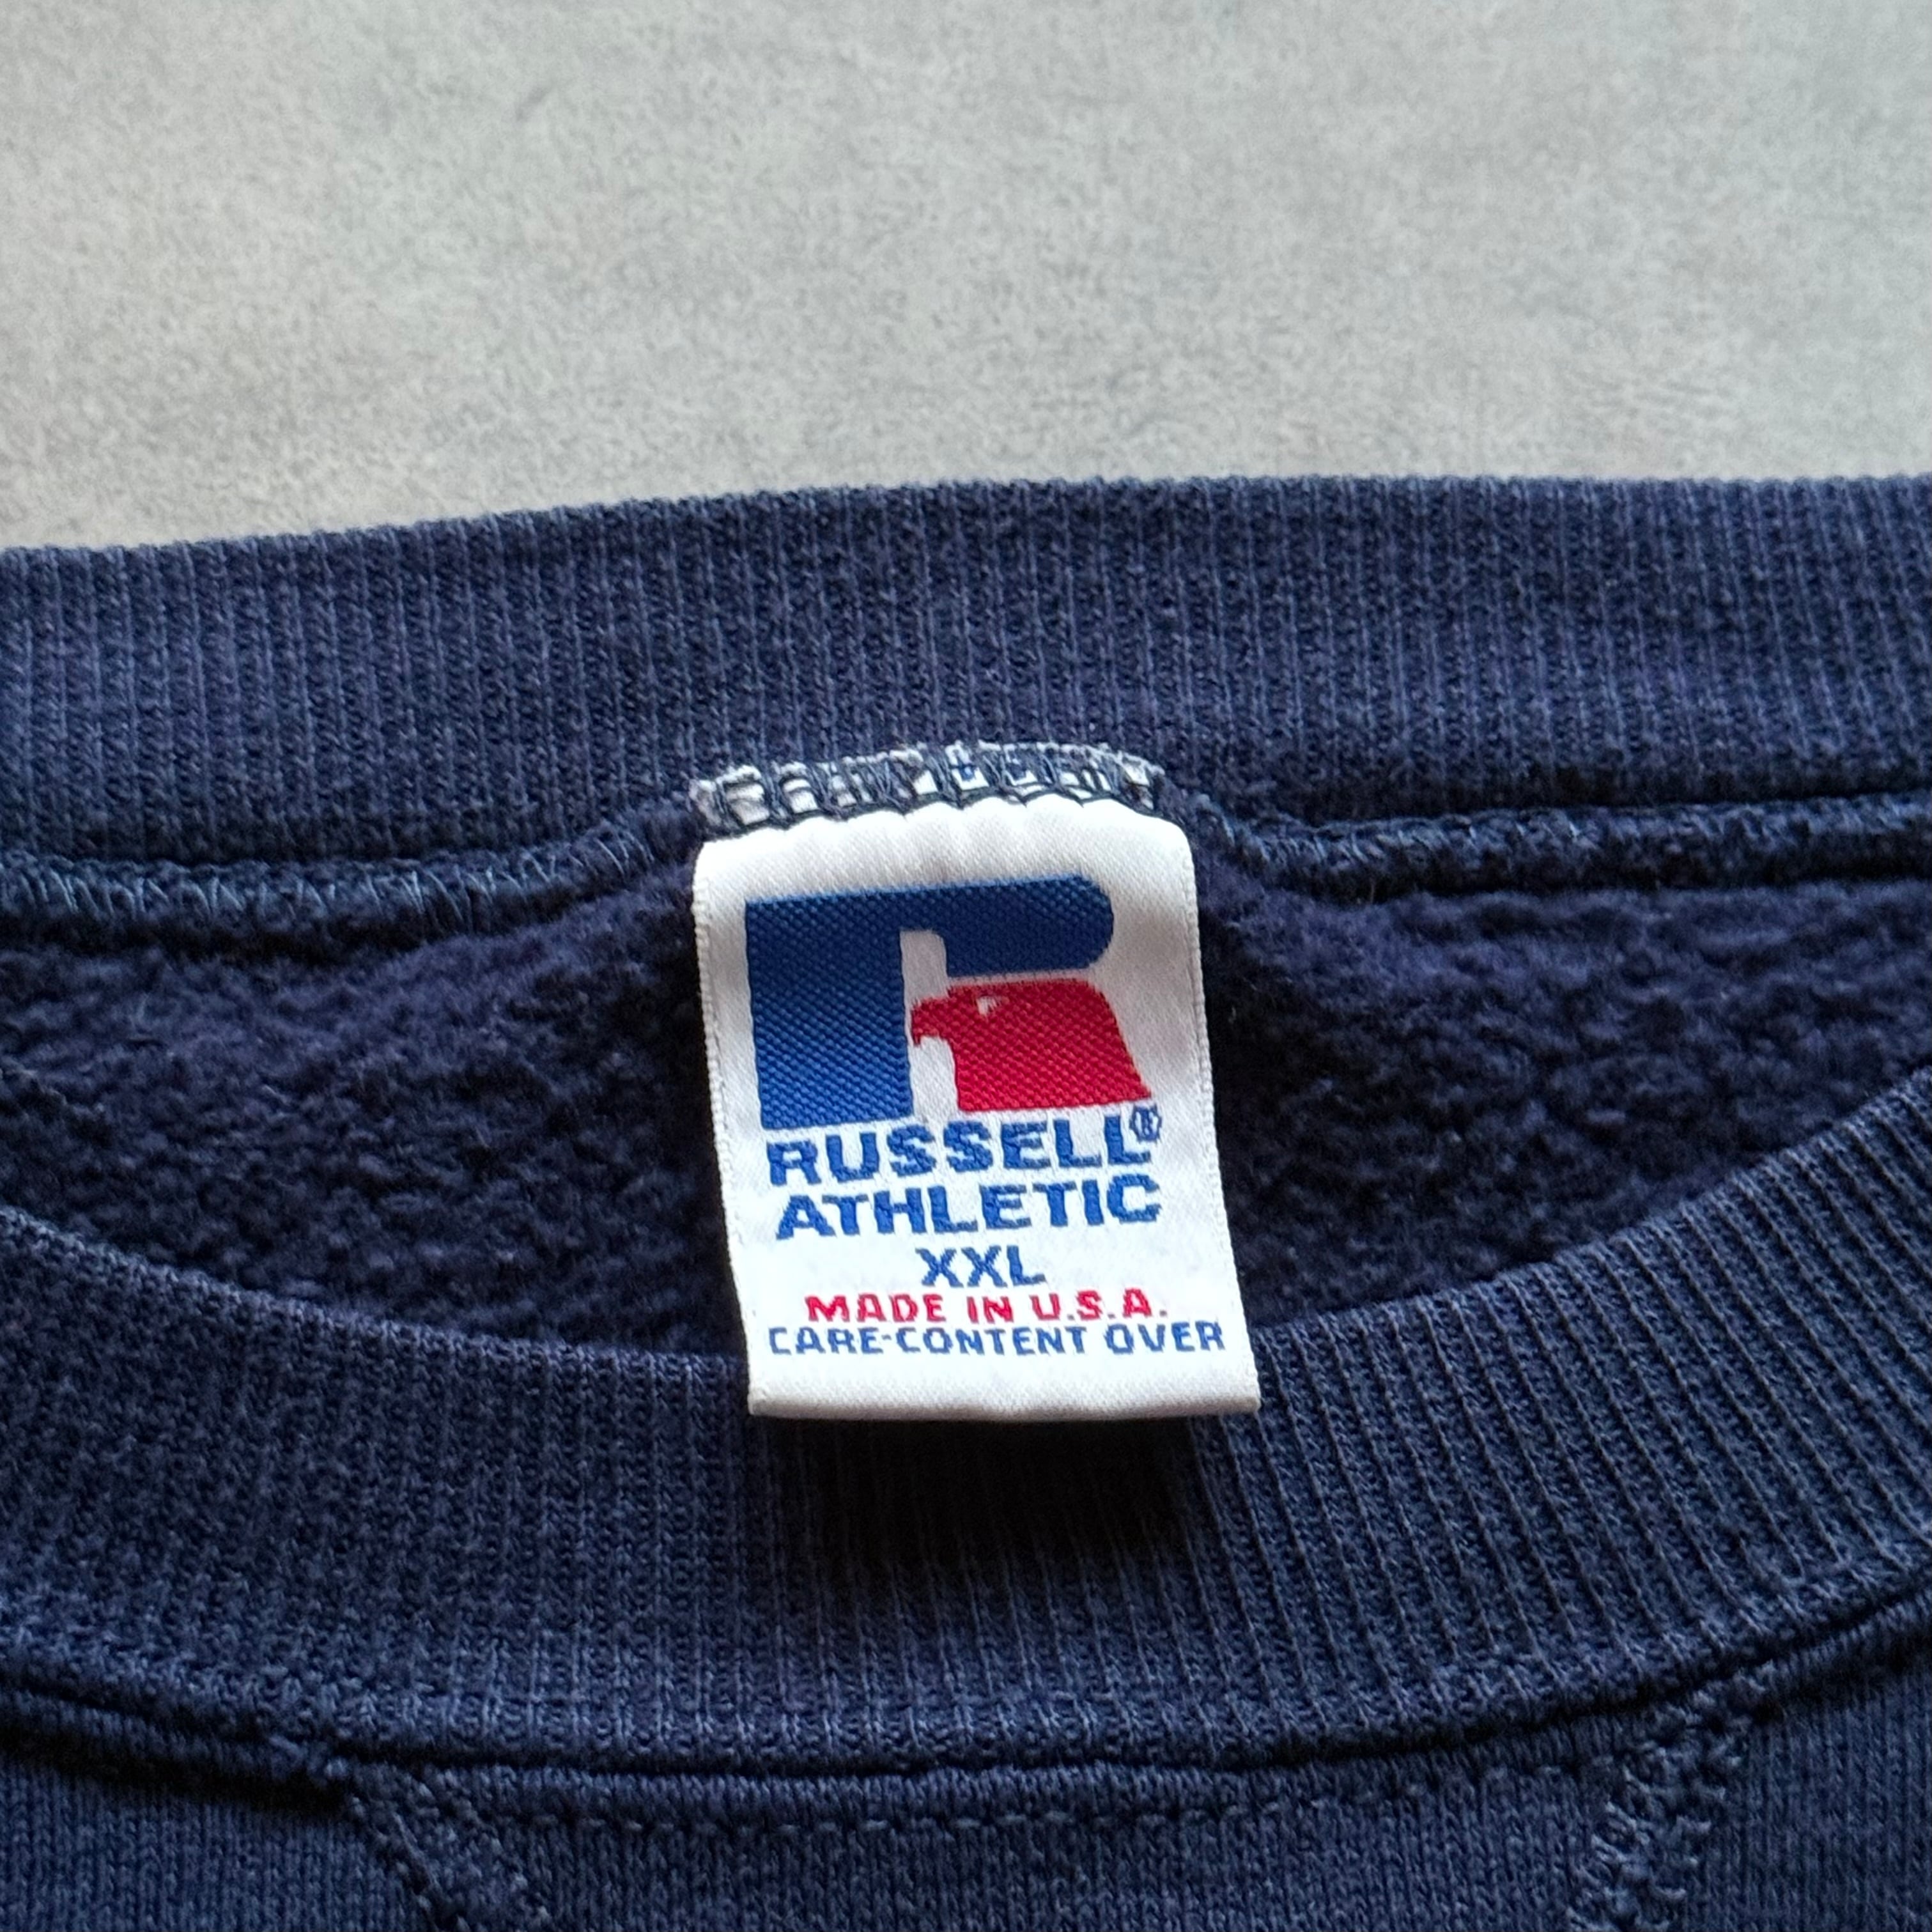 RUSSELL®
ATHLETIC
XXL
MADE IN U.S.A.
CARE-CONTENT OVER